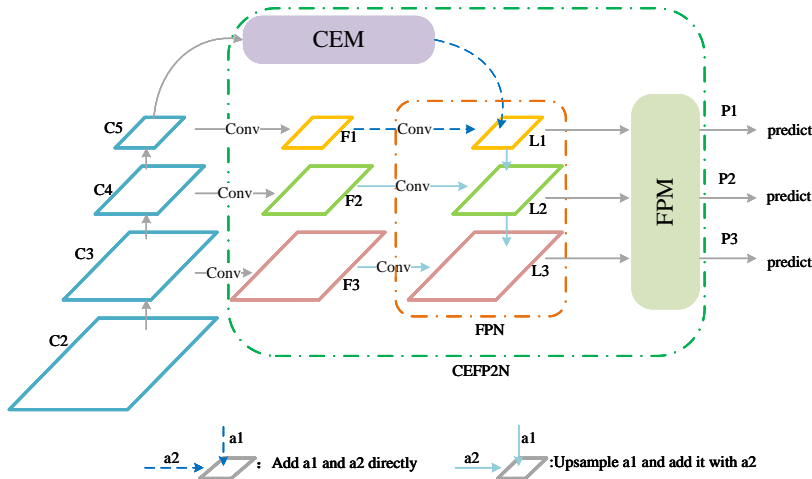 CEM
C5
Conv
F1
Conv
L1
P1
predict
C4
Conv
F2
Conv
L2
FPM
P2
predict
C3
Conv
F3
Conv
L3
P3
predict
C2
FPN
CEFP2N
a1
a2
: Add a1 and a2 directly
a1
a2
:Upsample a1 and add it with a2